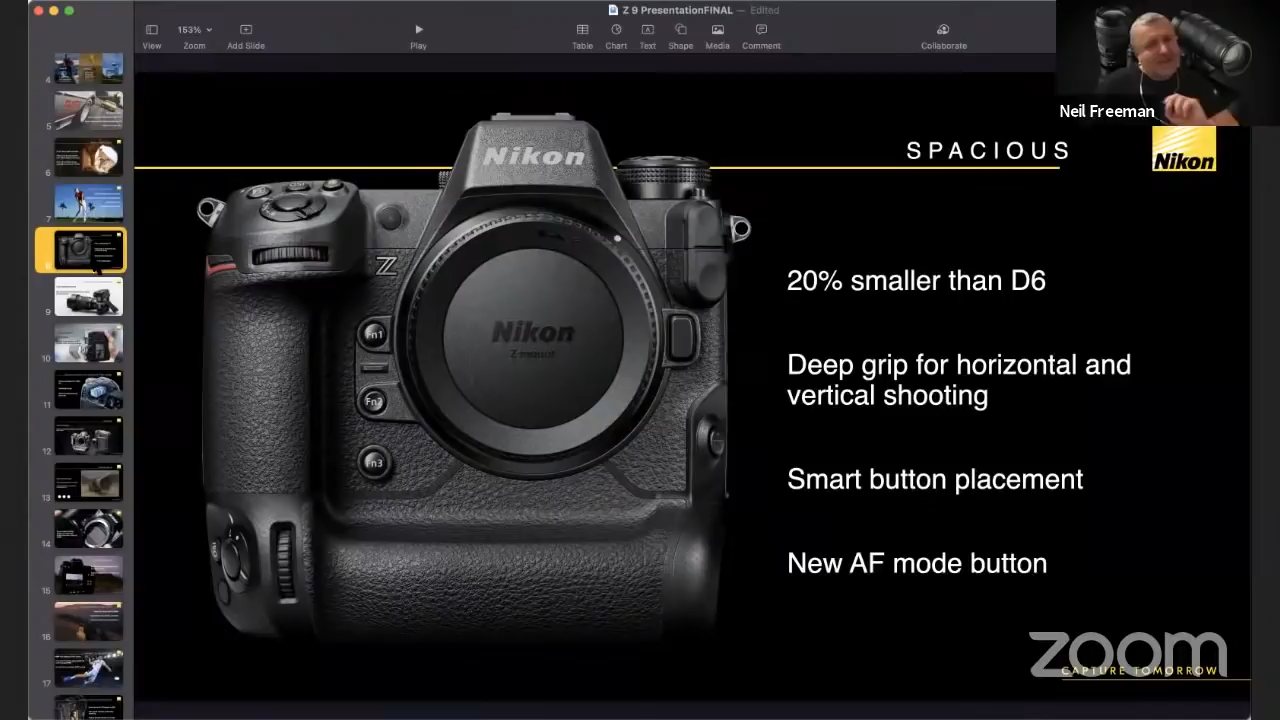 Z 9 PresentationFINAL — Edited
153%
View
Zoom
Add Slide
Play
Table
Chart
Text
Shape
Media
Comment
Collaborate
Neil Freeman
SPACIOUS
Nikon
Nikon
20% smaller than D6
Deep grip for horizontal and
vertical shooting
Smart button placement
New AF mode button
Z
Fn1
Fn2
Fn3
Nikon
Z mount
4
5
6
7
9
10
11
12
13
14
15
16
17
zoom
CAPTURE TOMORROW